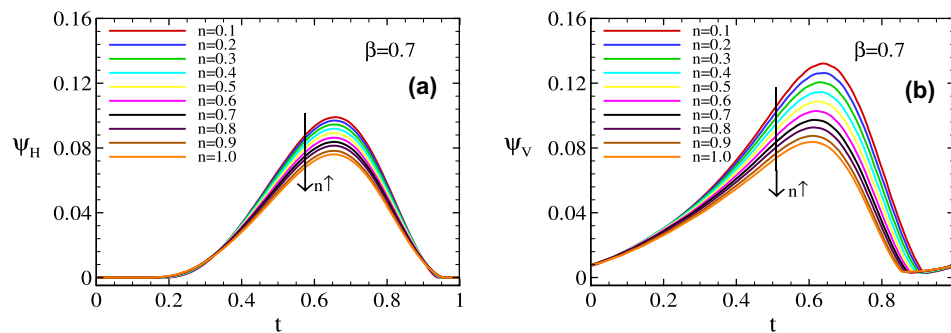 0.16
0.12
0.08
0.04
0
ψH
n=0.1
n=0.2
n=0.3
n=0.4
n=0.5
n=0.6
n=0.7
n=0.8
n=0.9
n=1.0
β=0.7
(a)
n↑
0 0.2 0.4 0.6 0.8 1
t
0.16
0.12
0.08
0.04
0
ψV
n=0.1
n=0.2
n=0.3
n=0.4
n=0.5
n=0.6
n=0.7
n=0.8
n=0.9
n=1.0
β=0.7
(b)
n↑
0 0.2 0.4 0.6 0.8
t